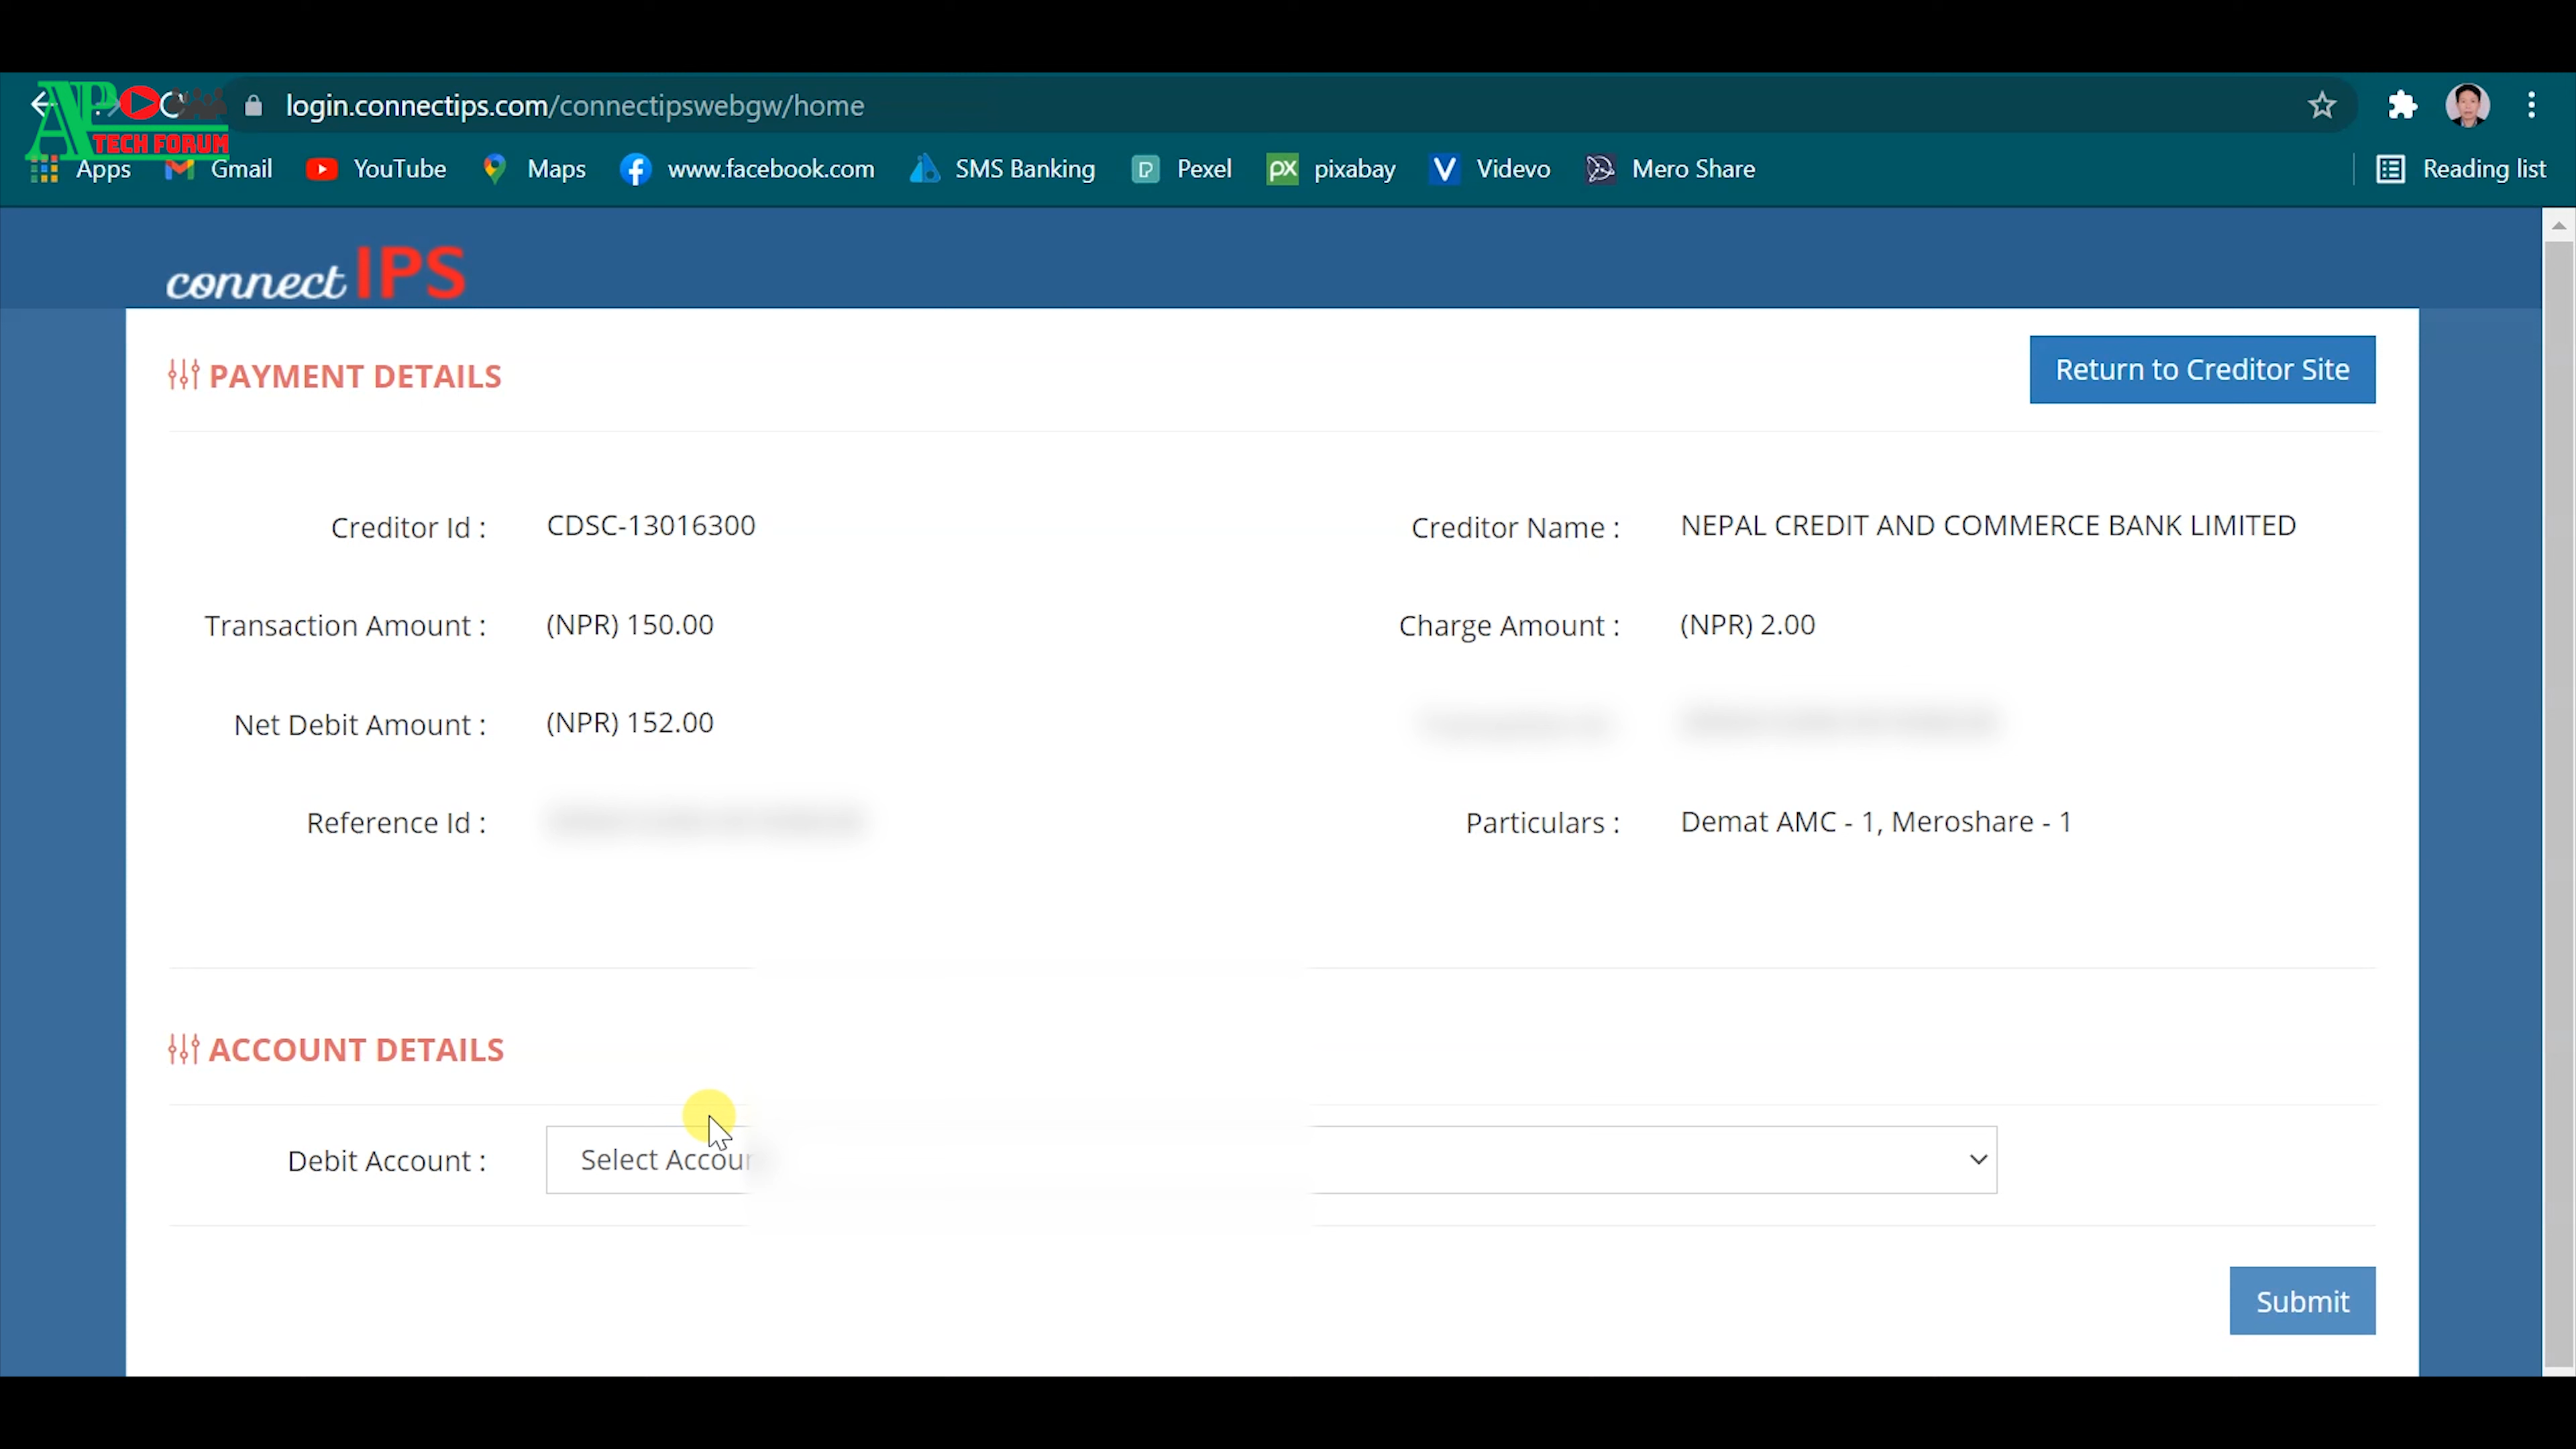 AP
TECH FORUM
login.connectips.com/connectipswebgw/home
Apps Gmail YouTube Maps www.facebook.com SMS Banking Pexel pixabay Videvo Mero Share Reading list
connect IPS
PAYMENT DETAILS Return to Creditor Site
Creditor Id : CDSC-13016300 Creditor Name : NEPAL CREDIT AND COMMERCE BANK LIMITED
Transaction Amount : (NPR) 150.00 Charge Amount : (NPR) 2.00
Net Debit Amount : (NPR) 152.00
Reference Id : Particulars : Demat AMC - 1, Meroshare - 1
ACCOUNT DETAILS
Debit Account : Select Accoun
Submit